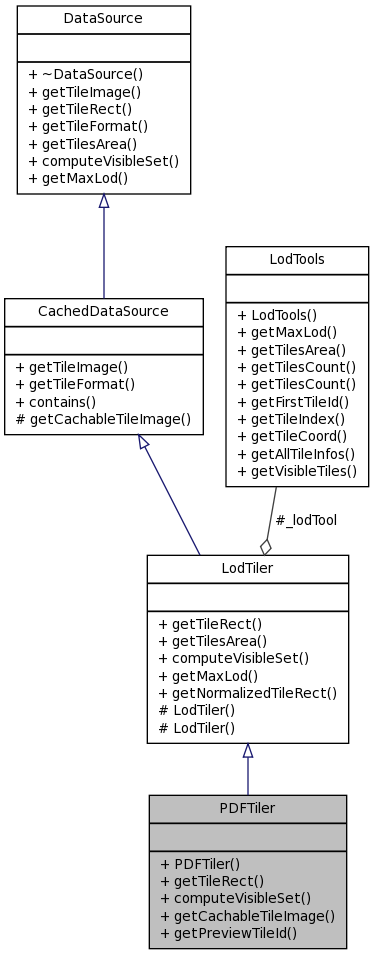 DataSource
+ ~DataSource()
+ getTileImage()
+ getTileRect()
+ getTileFormat()
+ getTilesArea()
+ computeVisibleSet()
+ getMaxLod()
LodTools
+ LodTools()
+ getMaxLod()
+ getTilesArea()
+ getTilesCount()
+ getTilesCount()
+ getFirstTileId()
+ getTileIndex()
+ getTileCoord()
+ getAllTileInfos()
+ getVisibleTiles()
CachedDataSource
+ getTileImage()
+ getTileFormat()
+ contains()
# getCachableTileImage()
#_lodTool
LodTiler
+ getTileRect()
+ getTilesArea()
+ computeVisibleSet()
+ getMaxLod()
+ getNormalizedTileRect()
# LodTiler()
# LodTiler()
PDFTiler
+ PDFTiler()
+ getTileRect()
+ computeVisibleSet()
+ getCachableTileImage()
+ getPreviewTileId()